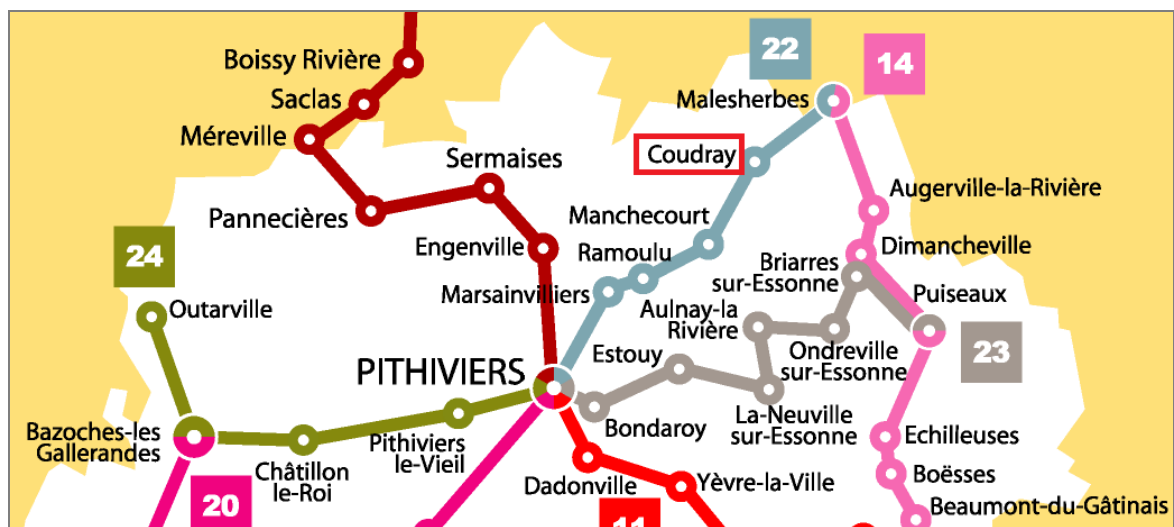 Boissy Rivière
22
14
Saclas
Malesherbes
Méreville
Coudray
Sermaises
Augerville-la-Rivière
Pannecières
Manchecourt
Engenville
Ramoulu
Dimancheville
24
Briarres
sur-Essonne
Marsainvilliers
Puiseaux
Outarville
Aulnay-la
Rivière
Ondreville
sur-Essonne
23
Estouy
PITHIVIERS
La-Neuville
sur-Essonne
Bondaroy
Bazoches-les
Gallerandes
Pithiviers
le-Vieil
Echilleuses
Châtillon
le-Roi
Boësses
Dadonville
Yèvre-la-Ville
20
Beaumont-du-Gâtinais
11